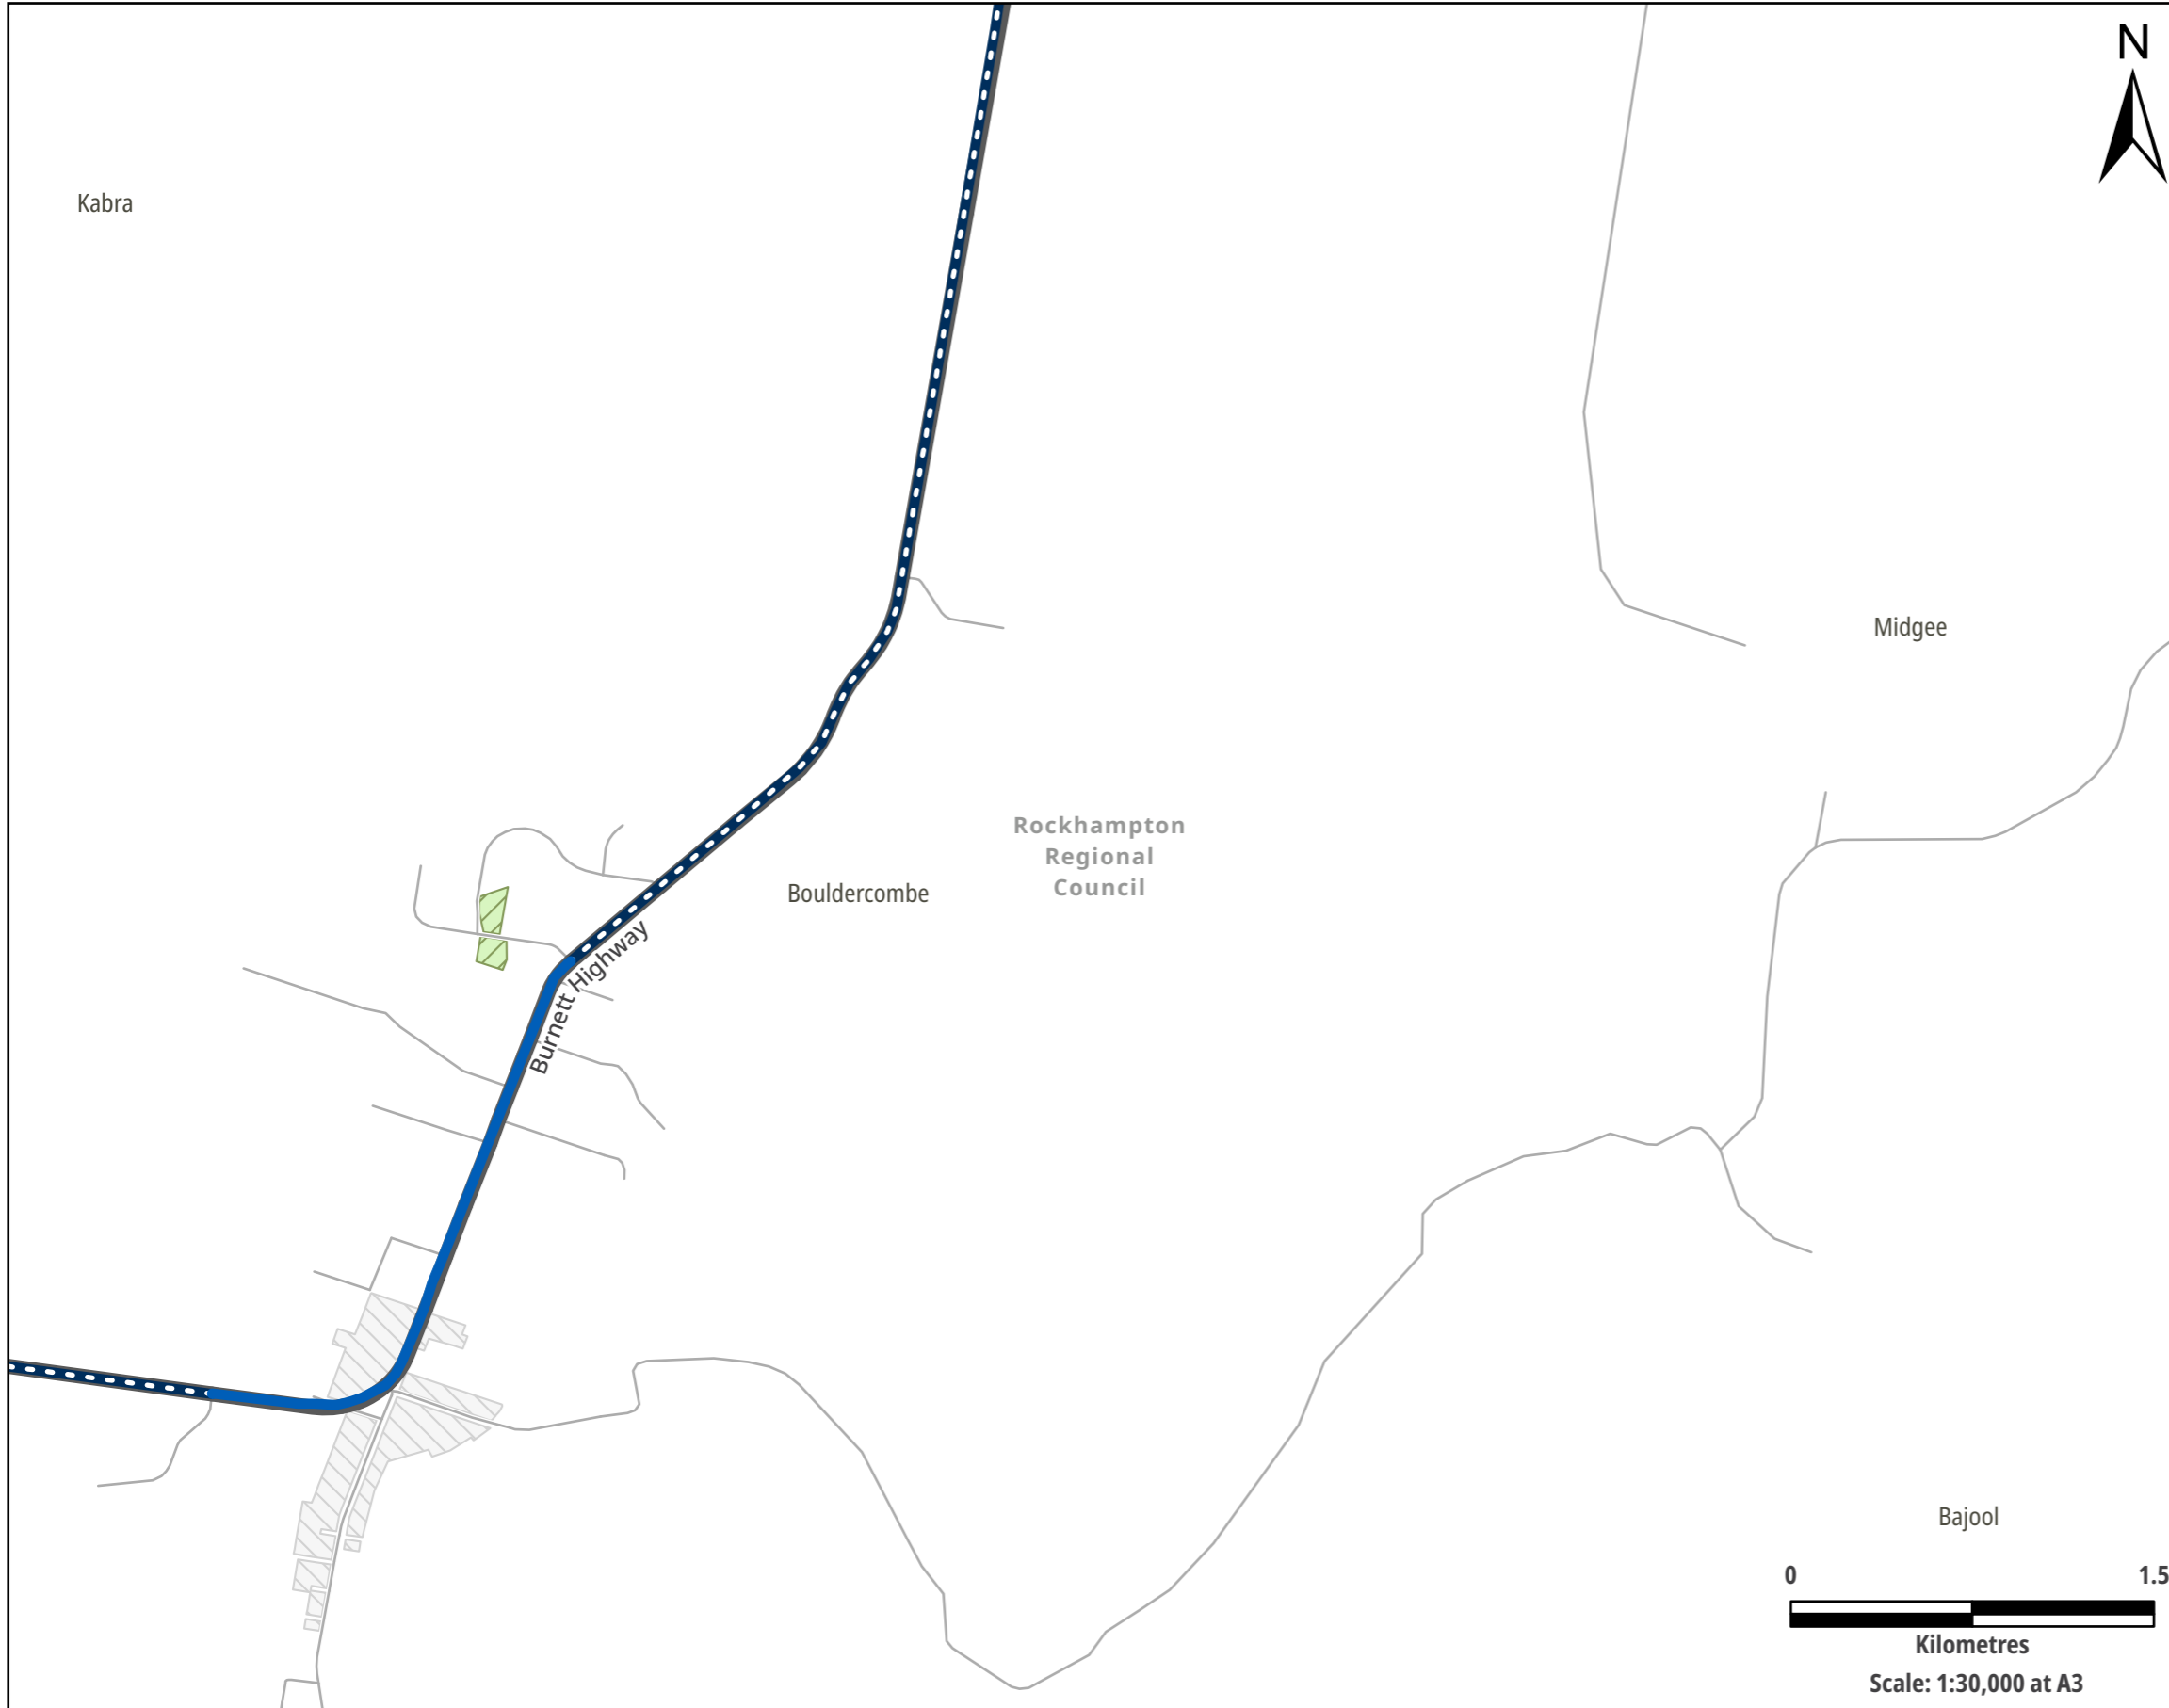 N
Kabra
Midgee
Rockhampton
Regional
Council
Bouldercombe
Burnett Highway
Bajool
0 1.5
Kilometres
Scale: 1:30,000 at A3